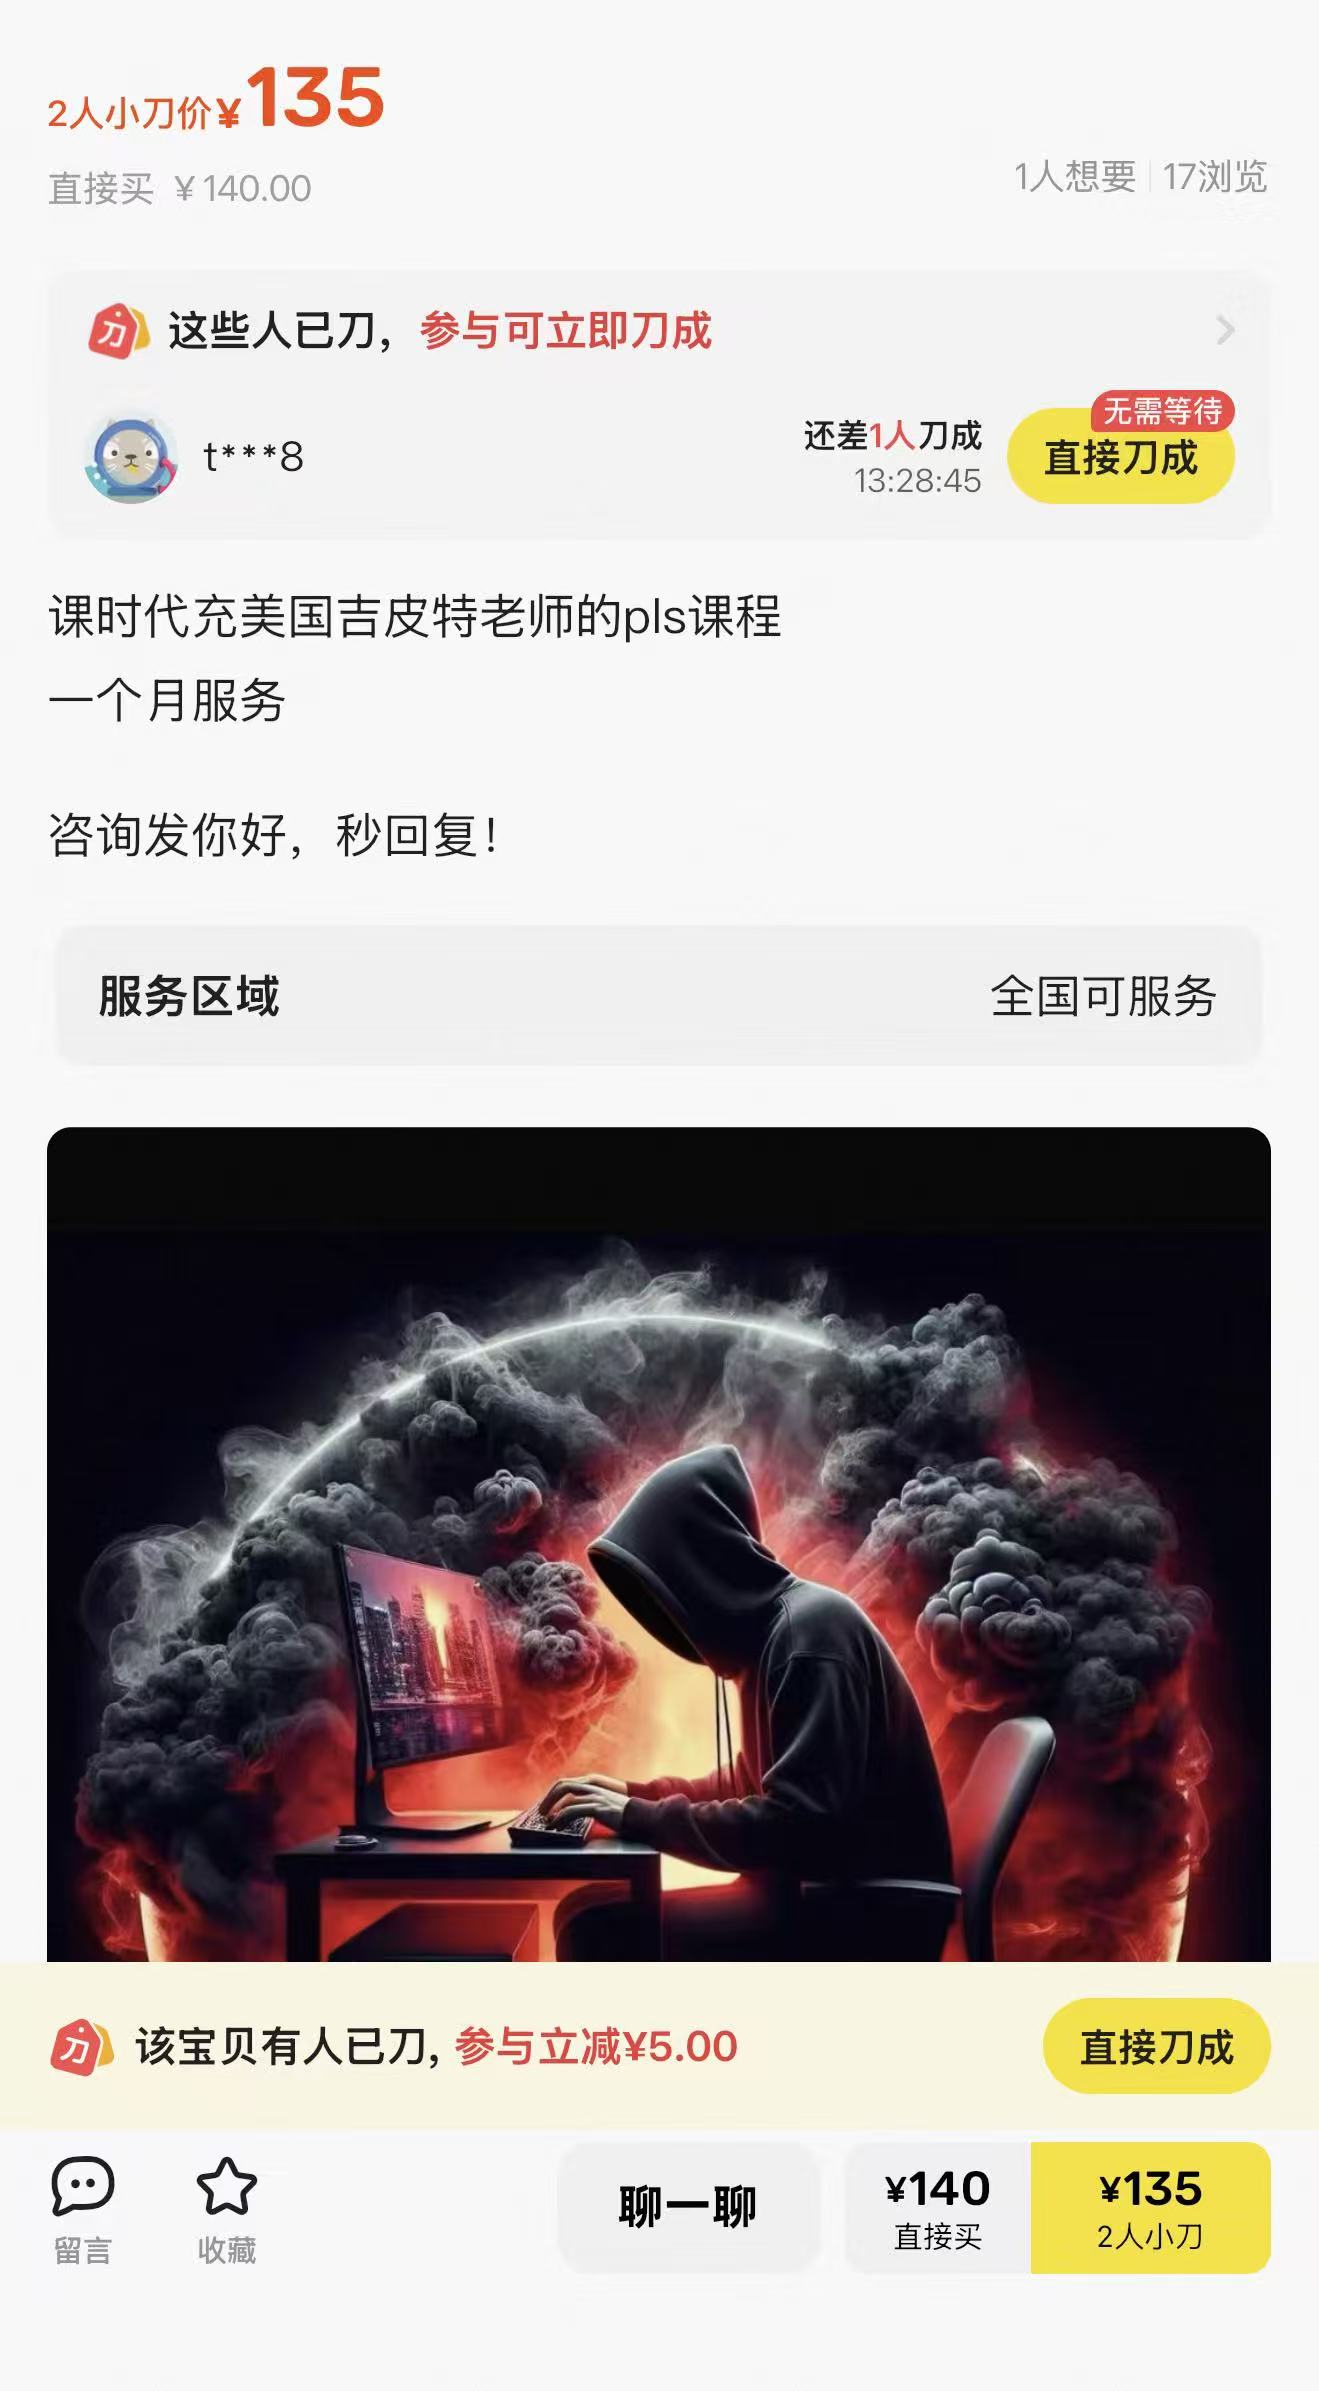 2人小刀价¥135
直接买 ¥140.00
1人想要 17浏览
刀 这些人已刀，参与可立即刀成
无需等待
t***8
还差1人刀成
13:28:45
直接刀成
课时代充美国吉皮特老师的pls课程
一个月服务
咨询发你好，秒回复！
服务区域 全国可服务
刀 该宝贝有人已刀，参与立减¥5.00 直接刀成
留言
收藏
聊一聊
¥140
直接买
¥135
2人小刀